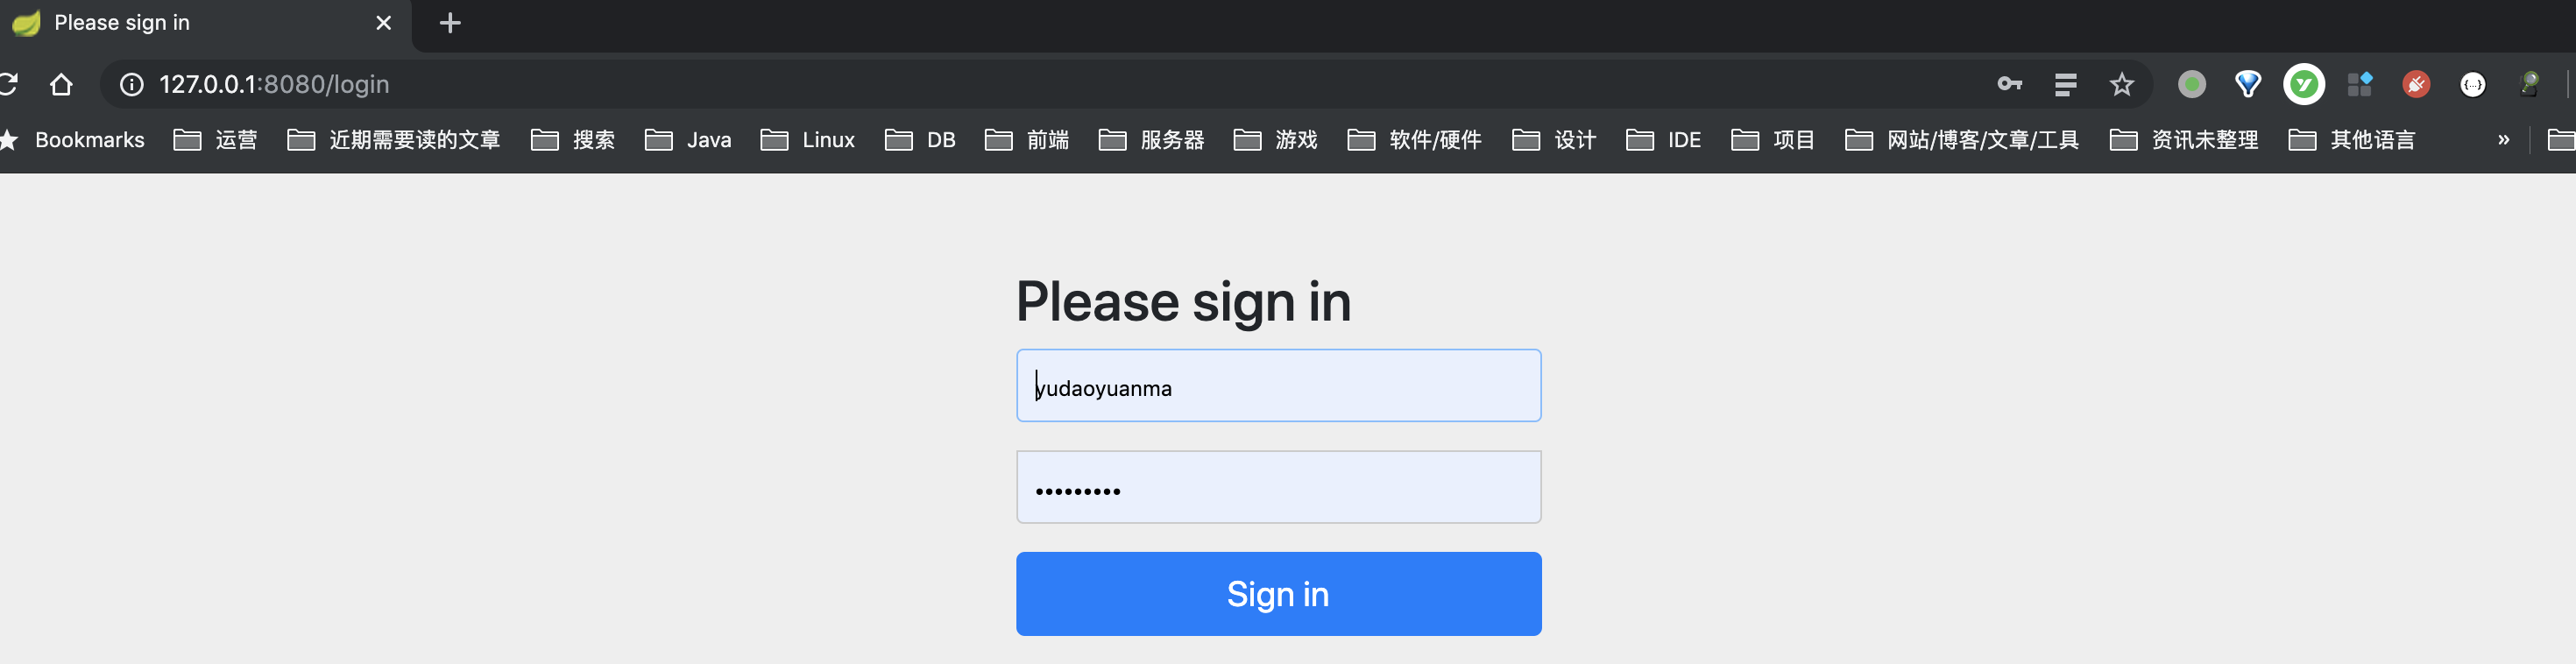 Please sign in
127.0.0.1:8080/login
Bookmarks 运营 近期需要读的文章 搜索 Java Linux DB 前端 服务器 游戏 软件/硬件 设计 IDE 项目 网站/博客/文章/工具 资讯未整理 其他语言 »
Please sign in
yudaoyuanma
•••••••••
Sign in